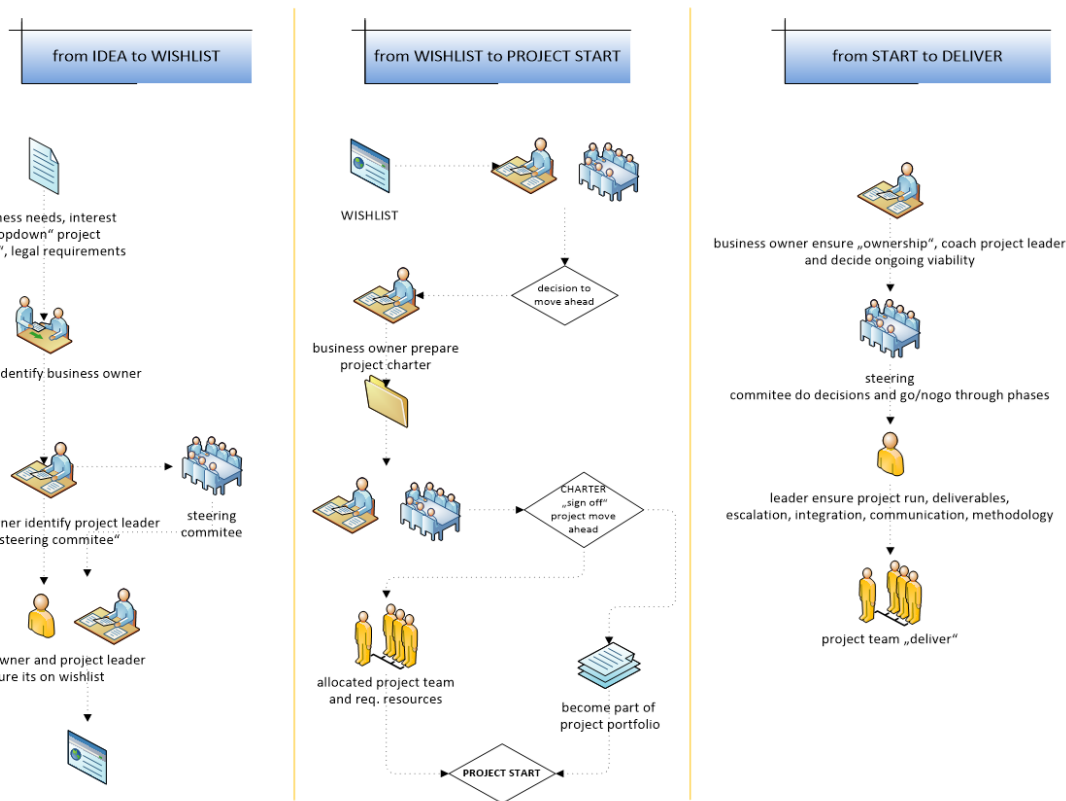 from IDEA to WISHLIST
ness needs, interest
opdown“ project
“, legal requirements
dentify business owner
ner identify project leader
steering commitee“
steering
commitee
wner and project leader
ure its on wishlist
from WISHLIST to PROJECT START
WISHLIST
decision to
move ahead
business owner prepare
project charter
CHARTER
„sign off“
project move
ahead
allocated project team
and req. resources
become part of
project portfolio
PROJECT START
from START to DELIVER
business owner ensure „ownership“, coach project leader
and decide ongoing viability
steering
commitee do decisions and go/nogo through phases
leader ensure project run, deliverables,
escalation, integration, communication, methodology
project team „deliver“